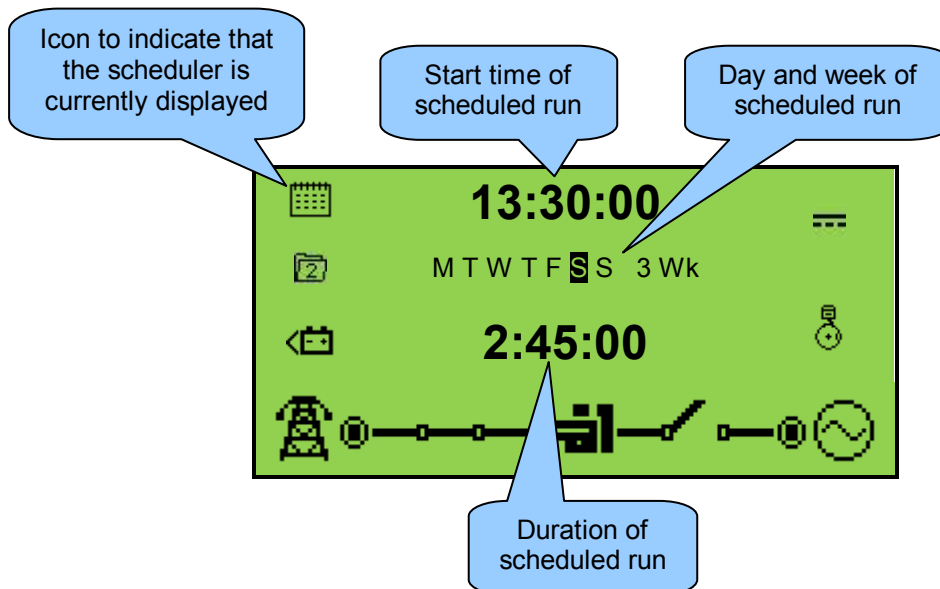 Icon to indicate that
the scheduler is
currently displayed
Start time of
scheduled run
Day and week of
scheduled run
13:30:00
2
M T W T F S S 3 Wk
2:45:00
Duration of
scheduled run